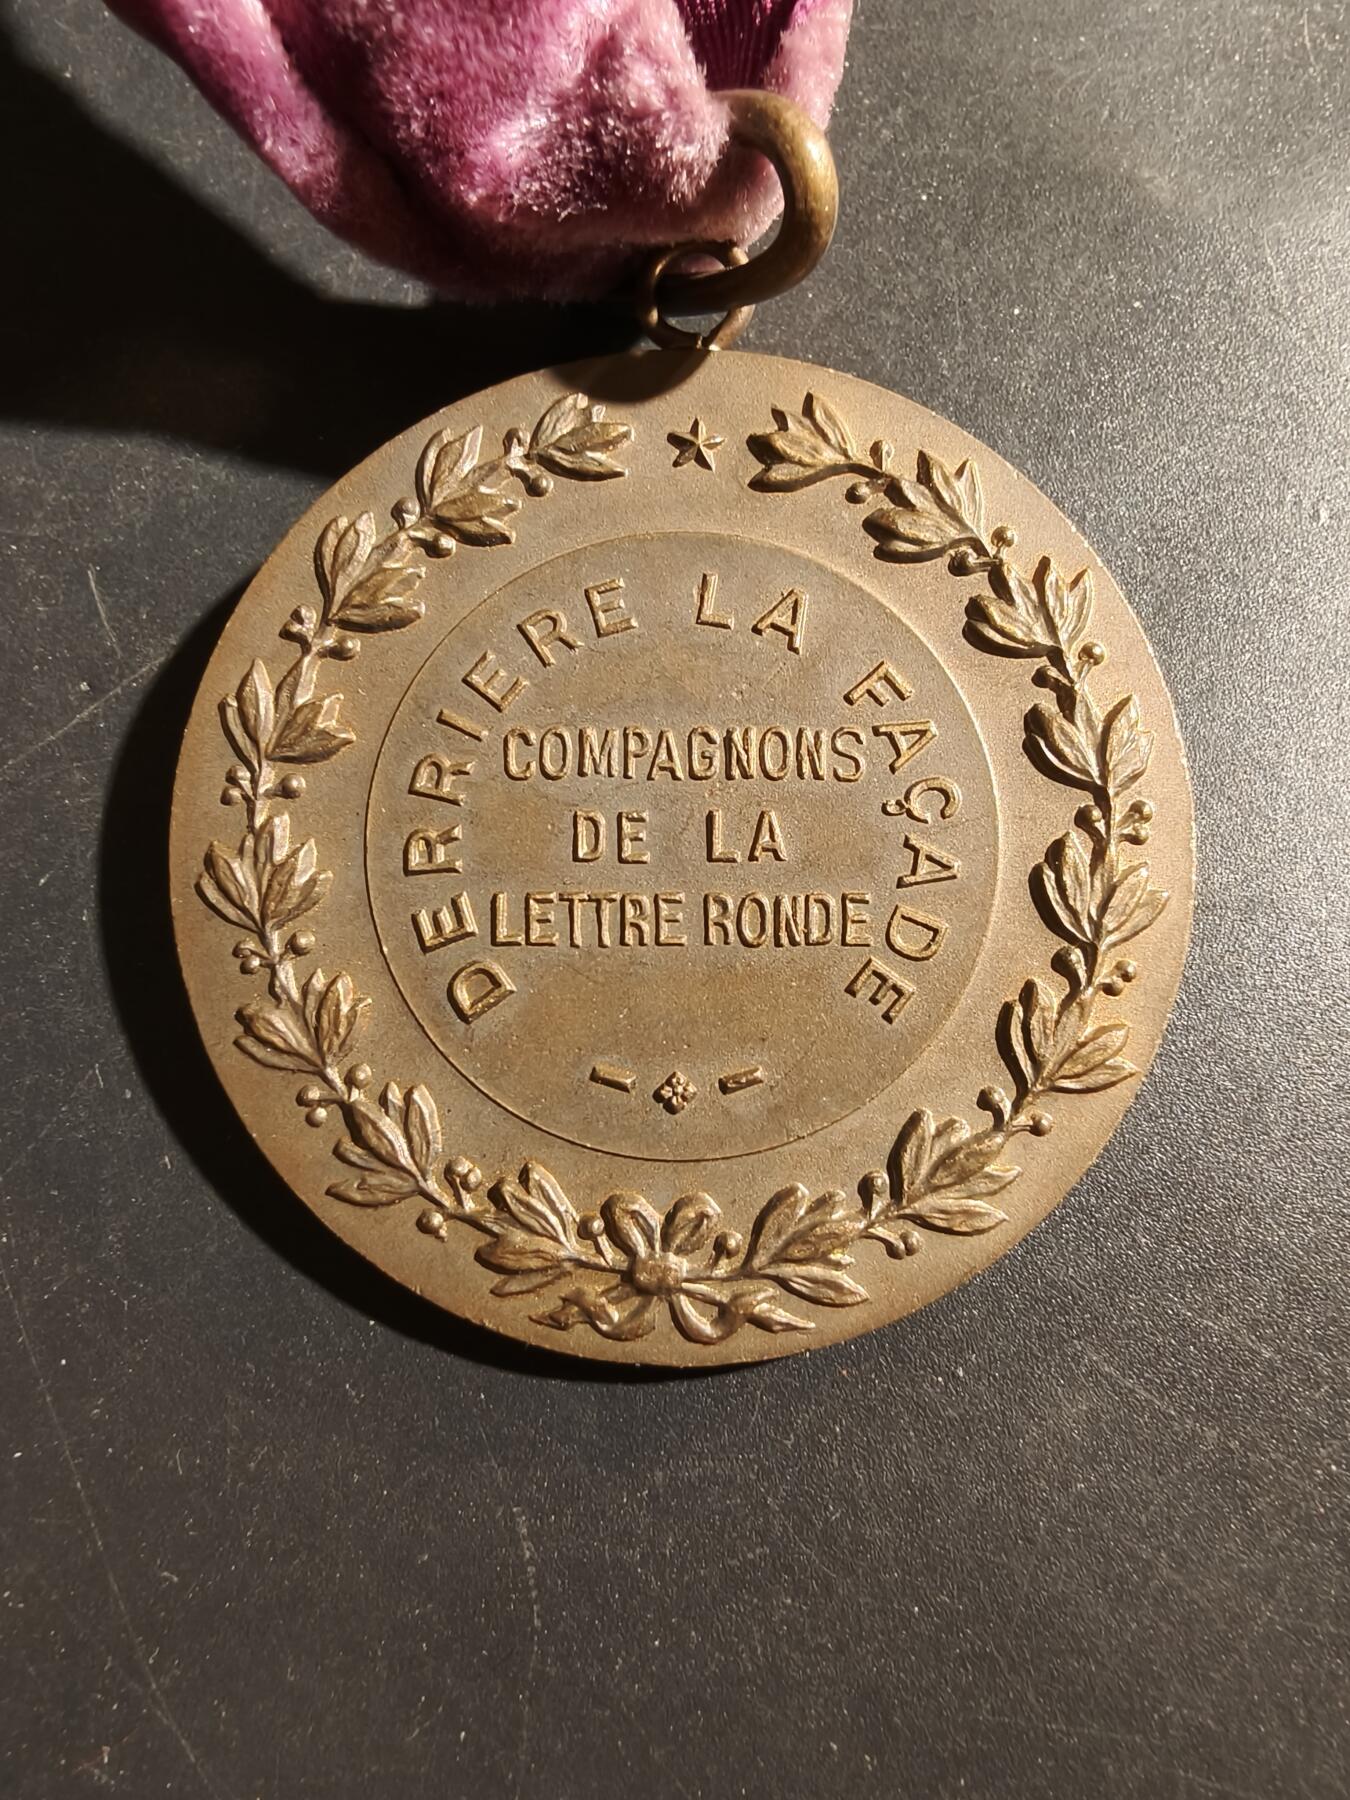 DERRIERE LA FAÇADE
COMPAGNONS
DE LA
LETTRE RONDE